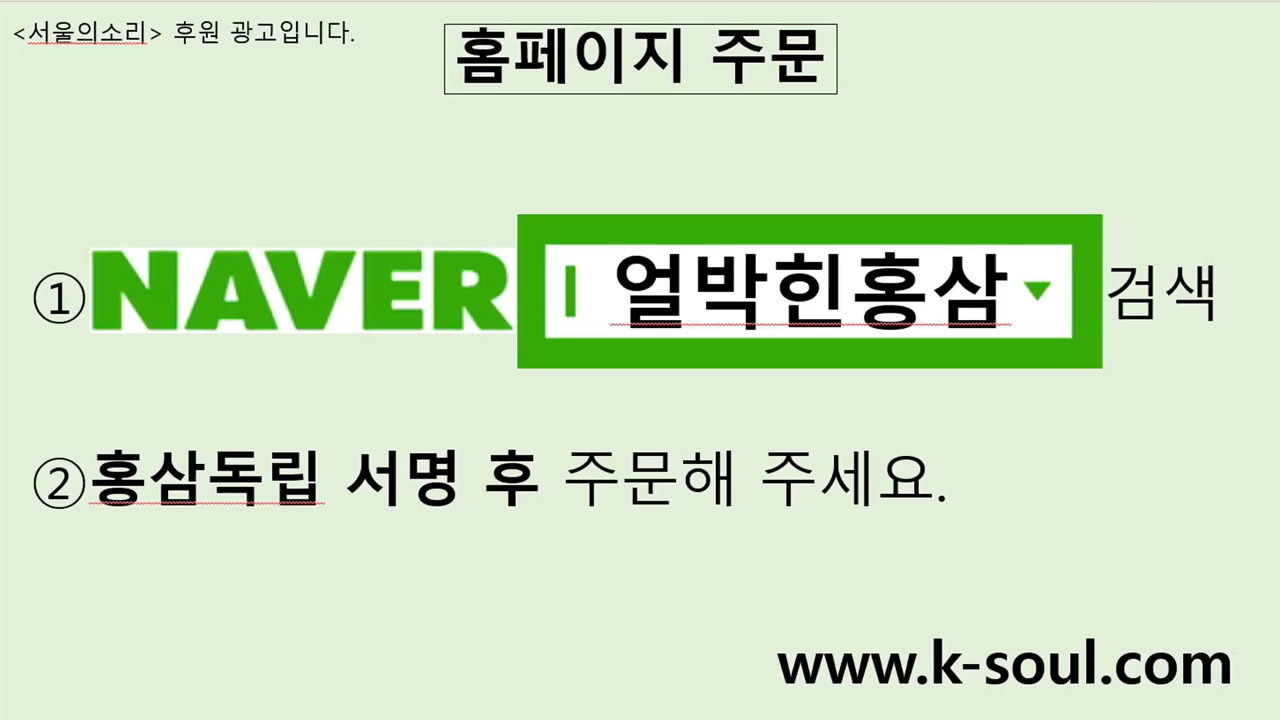 <서울의소리> 후원 광고입니다.
홈페이지 주문
①NAVER 얼박힌홍삼 검색
②홍삼독립 서명 후 주문해 주세요.
www.k-soul.com